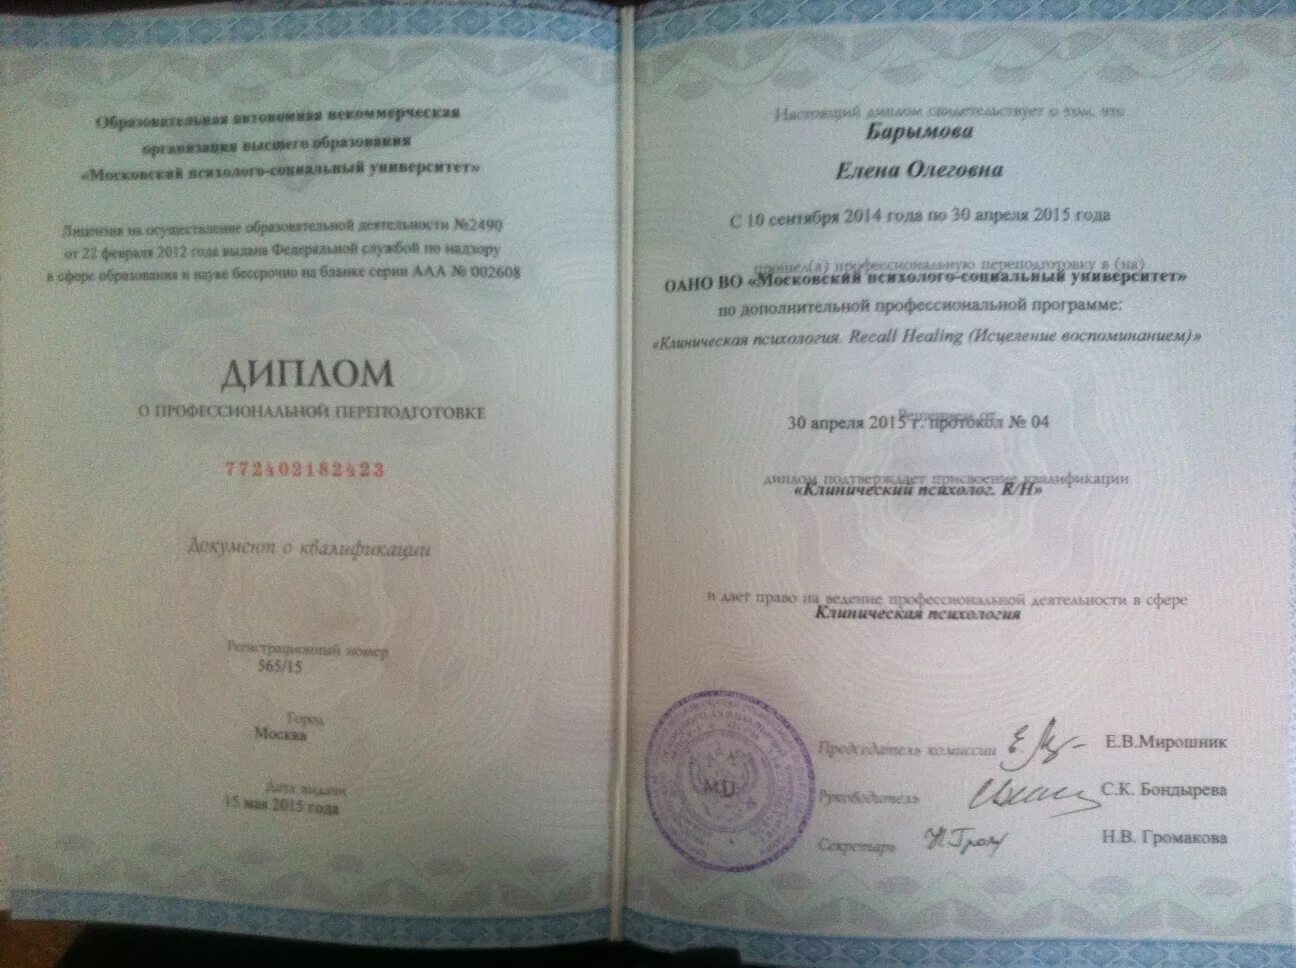 Образовательная автономная некоммерческая
организация высшего образования
«Московский психолого-социальный университет»
Лицензия на осуществление образовательной деятельности №2490
от 22 февраля 2012 года выдана Федеральной службой по надзору
в сфере образования и науке бессрочно на бланке серии ААА № 002608
ДИПЛОМ
О ПРОФЕССИОНАЛЬНОЙ ПЕРЕПОДГОТОВКЕ
772402182423
Документ о квалификации
Регистрационный номер
565/15
Город
Москва
Дата выдачи
15 мая 2015 года
Настоящий диплом свидетельствует о том, что
Барымова
Елена Олеговна
С 10 сентября 2014 года по 30 апреля 2015 года
прошел(а) профессиональную переподготовку в (на)
ОАНО ВО «Московский психолого-социальный университет»
по дополнительной профессиональной программе:
«Клиническая психология. Recall Healing (Исцеление воспоминанием)»
Решением от
30 апреля 2015 г. протокол № 04
диплом подтверждает присвоение квалификации
«Клинический психолог. R/H»
и дает право на ведение профессиональной деятельности в сфере
Клиническая психология
М.П.
Председатель комиссии Е.В.Мирошник
Руководитель С.К. Бондырева
Секретарь Н.В. Громакова